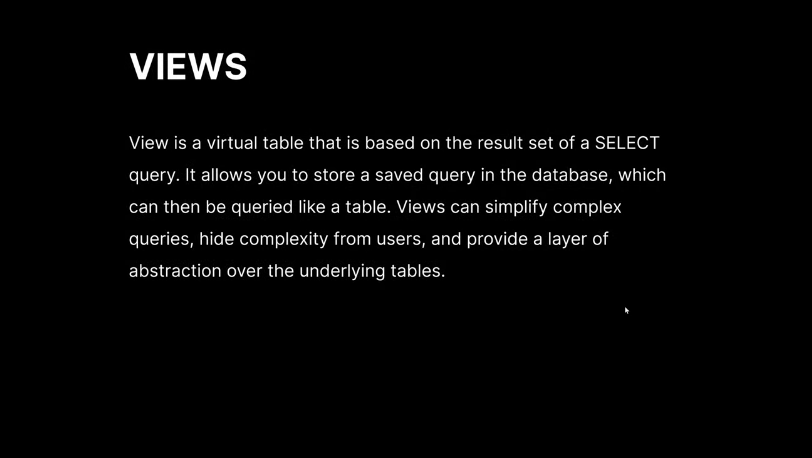 VIEWS
View is a virtual table that is based on the result set of a SELECT
query. It allows you to store a saved query in the database, which
can then be queried like a table. Views can simplify complex
queries, hide complexity from users, and provide a layer of
abstraction over the underlying tables.